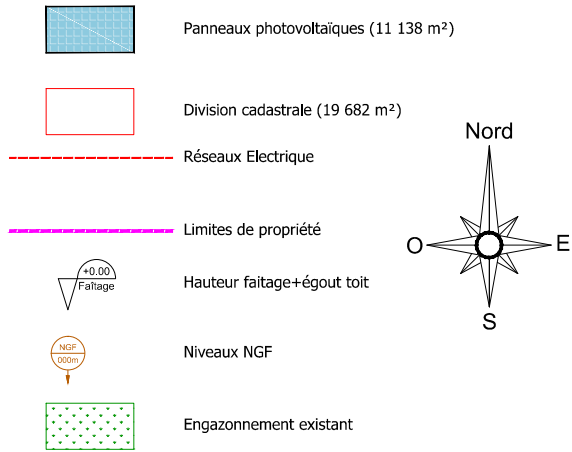 Panneaux photovoltaïques (11 138 m²)
Division cadastrale (19 682 m²)
Réseaux Electrique
Limites de propriété
+0.00
Faîtage
Hauteur faitage+égout toit
NGF
000m
Niveaux NGF
Engazonnement existant
Nord
O
E
S